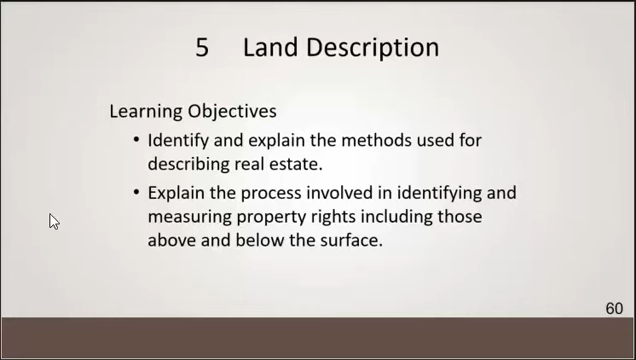 5 Land Description
Learning Objectives
• Identify and explain the methods used for
describing real estate.
• Explain the process involved in identifying and
measuring property rights including those
above and below the surface.
60